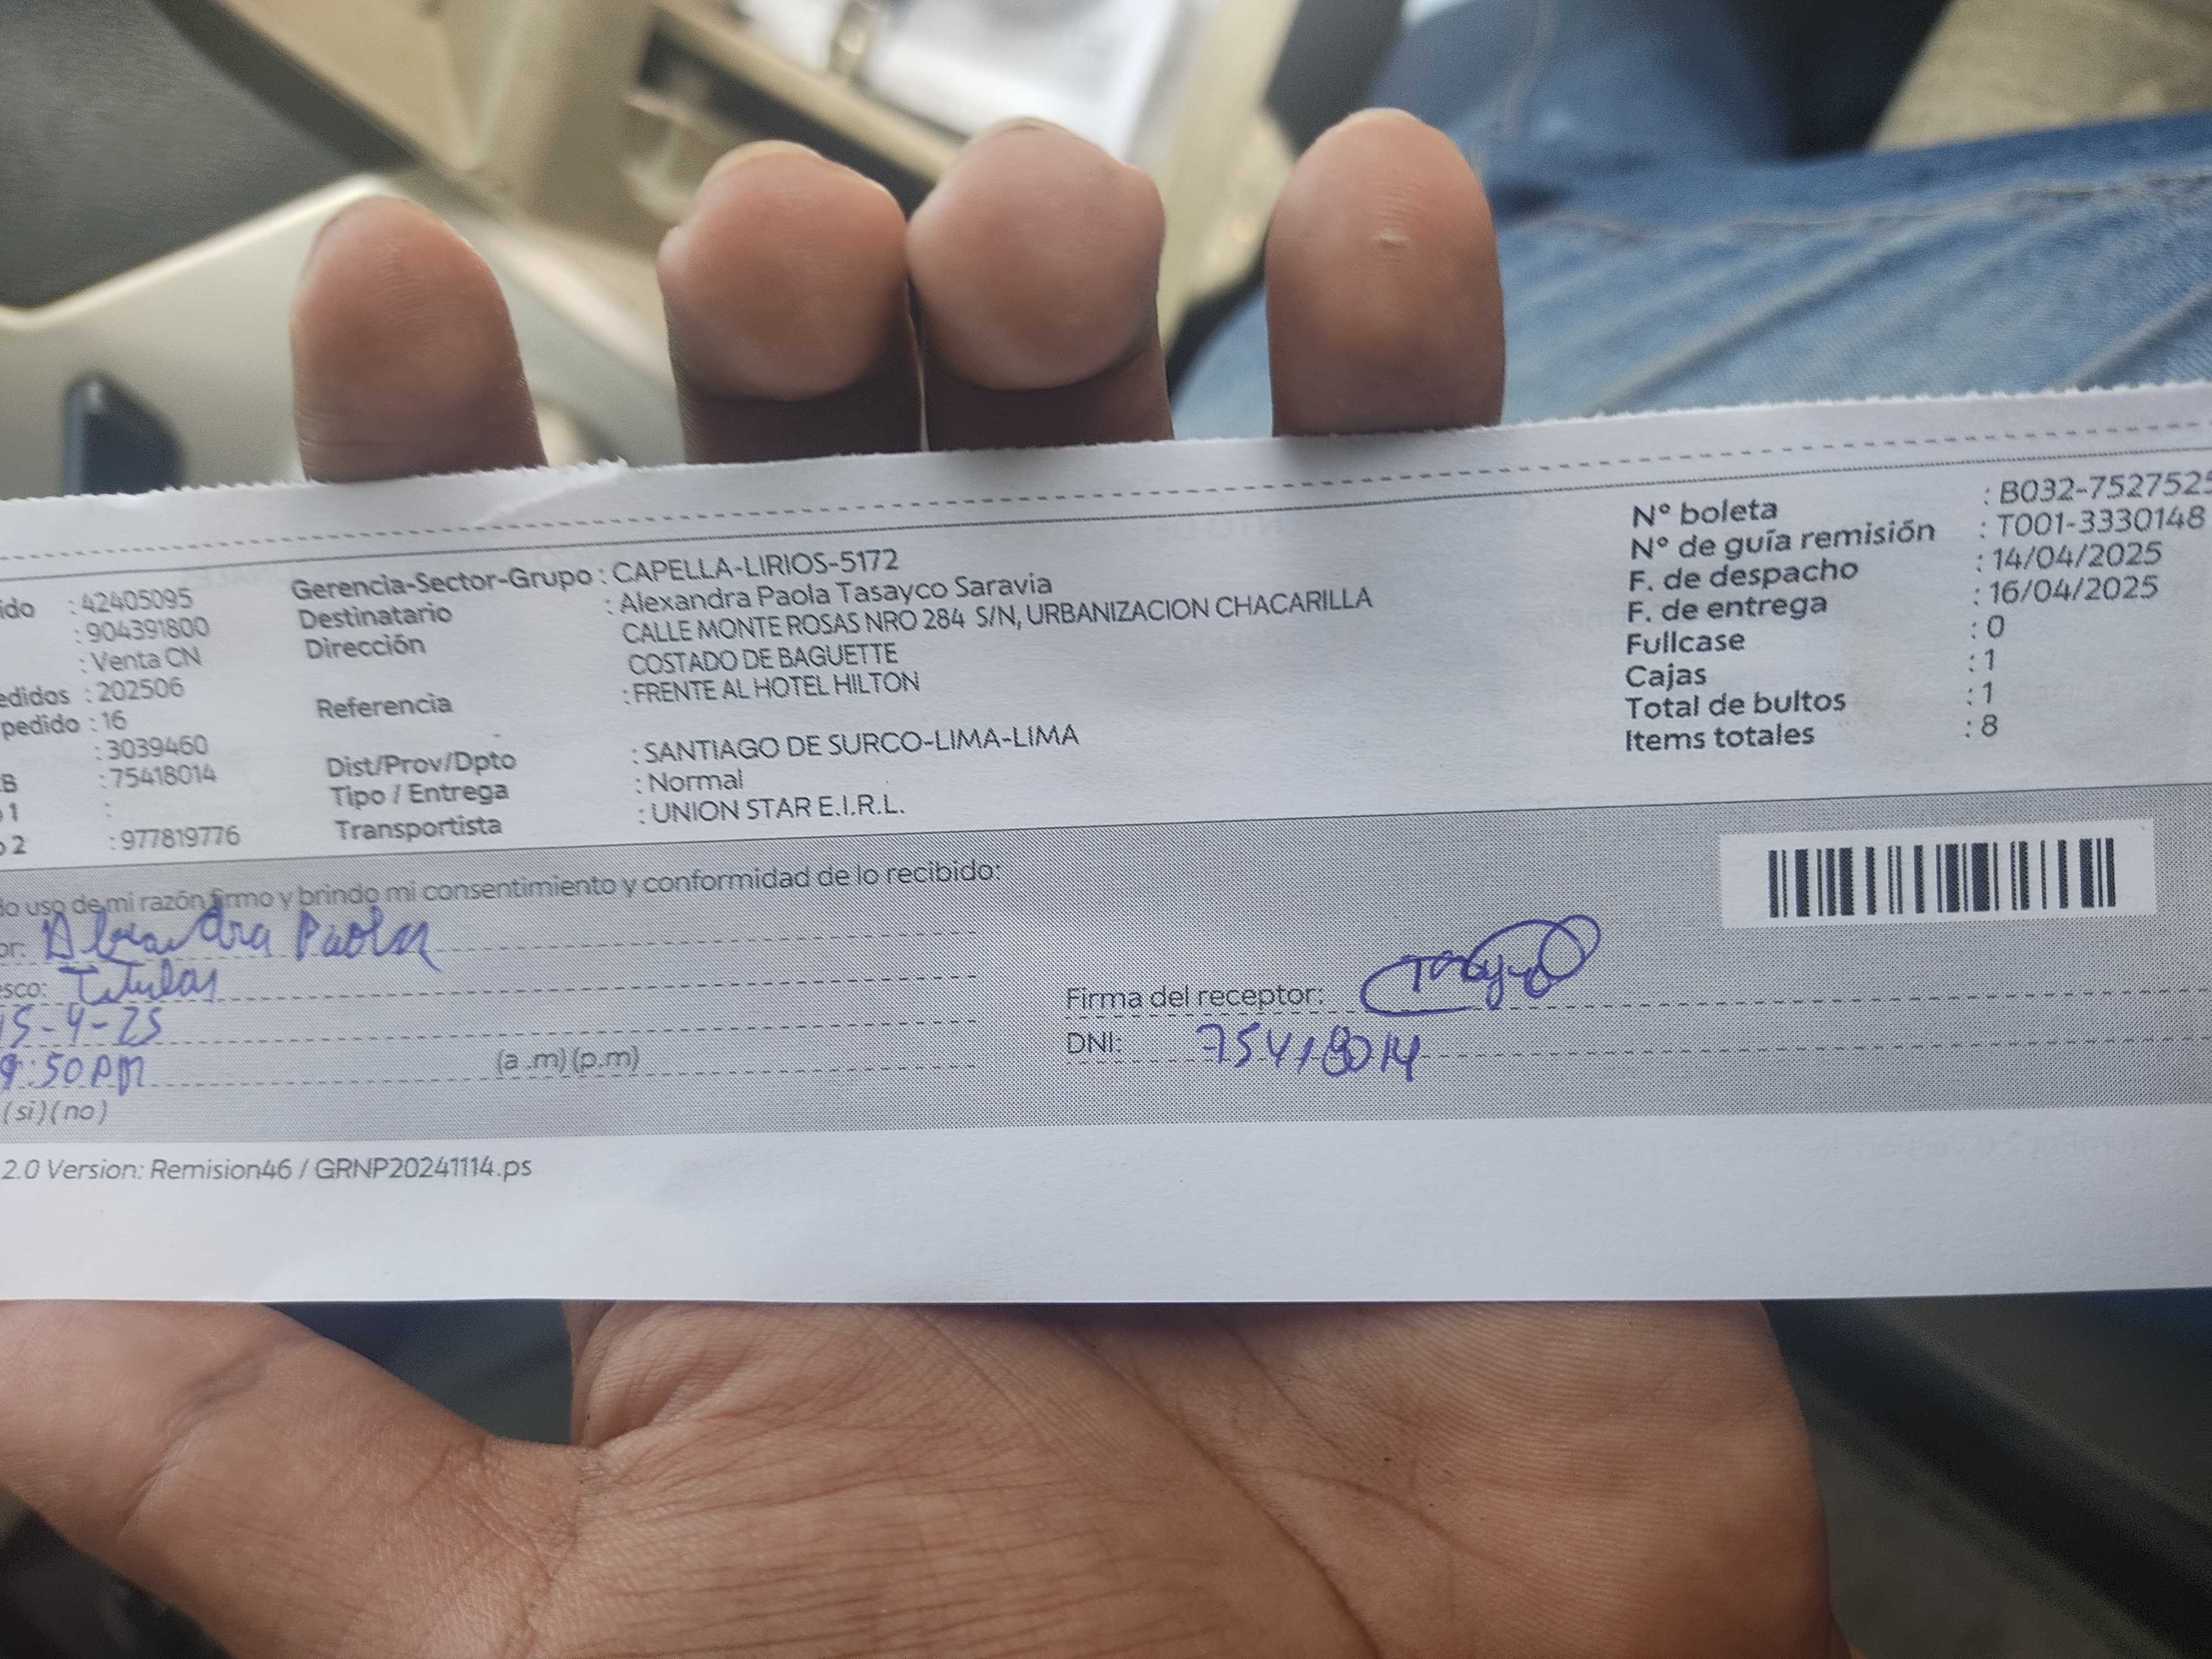 ido : 42405095
: 904391800
: Venta CN
edidos : 202506
pedido : 16
: 3039460
B : 75418014
1 :
o 2 : 977819776
Gerencia-Sector-Grupo : CAPELLA-LIRIOS-5172
Destinatario : Alexandra Paola Tasayco Saravia
Dirección CALLE MONTE ROSAS NRO 284 S/N, URBANIZACION CHACARILLA
COSTADO DE BAGUETTE
Referencia : FRENTE AL HOTEL HILTON
Dist/Prov/Dpto : SANTIAGO DE SURCO-LIMA-LIMA
Tipo / Entrega : Normal
Transportista : UNION STAR E.I.R.L.
N° boleta : B032-7527525
N° de guía remisión : T001-3330148
F. de despacho : 14/04/2025
F. de entrega : 16/04/2025
Fullcase : 0
Cajas : 1
Total de bultos : 1
Items totales : 8
do uso de mi razón firmo y brindo mi consentimiento y conformidad de lo recibido:
or: Alexandra Paola
esco: Titular
15-4-25
:50 PM (a .m) (p.m)
(si) (no)
Firma del receptor: Tasayco
DNI: 75418014
2.0 Version: Remision46 / GRNP20241114.ps